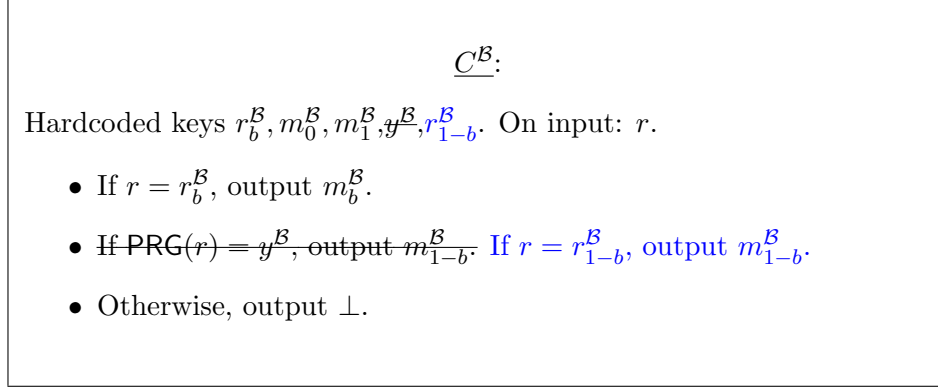 C^ℬ:
Hardcoded keys r_b^ℬ, m_0^ℬ, m_1^ℬ, ~~y^ℬ~~, r_{1−b}^ℬ. On input: r.
• If r = r_b^ℬ, output m_b^ℬ.
• ~~If PRG(r) = y^ℬ, output m_{1−b}^ℬ.~~ If r = r_{1−b}^ℬ, output m_{1−b}^ℬ.
• Otherwise, output ⊥.